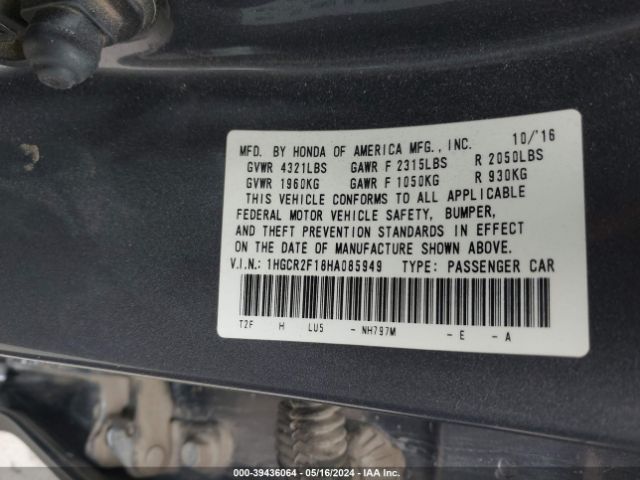 MFD. BY HONDA OF AMERICA MFG., INC. 10/'16
GVWR 4321LBS GAWR F 2315LBS R 2050LBS
GVWR 1960KG GAWR F 1050KG R 930KG
THIS VEHICLE CONFORMS TO ALL APPLICABLE
FEDERAL MOTOR VEHICLE SAFETY, BUMPER,
AND THEFT PREVENTION STANDARDS IN EFFECT
ON THE DATE OF MANUFACTURE SHOWN ABOVE.
V.I.N.: 1HGCR2F18HA085949 TYPE: PASSENGER CAR
T2F H LU5 - NH797M - E - A
000-39436064 - 05/16/2024 - IAA Inc.